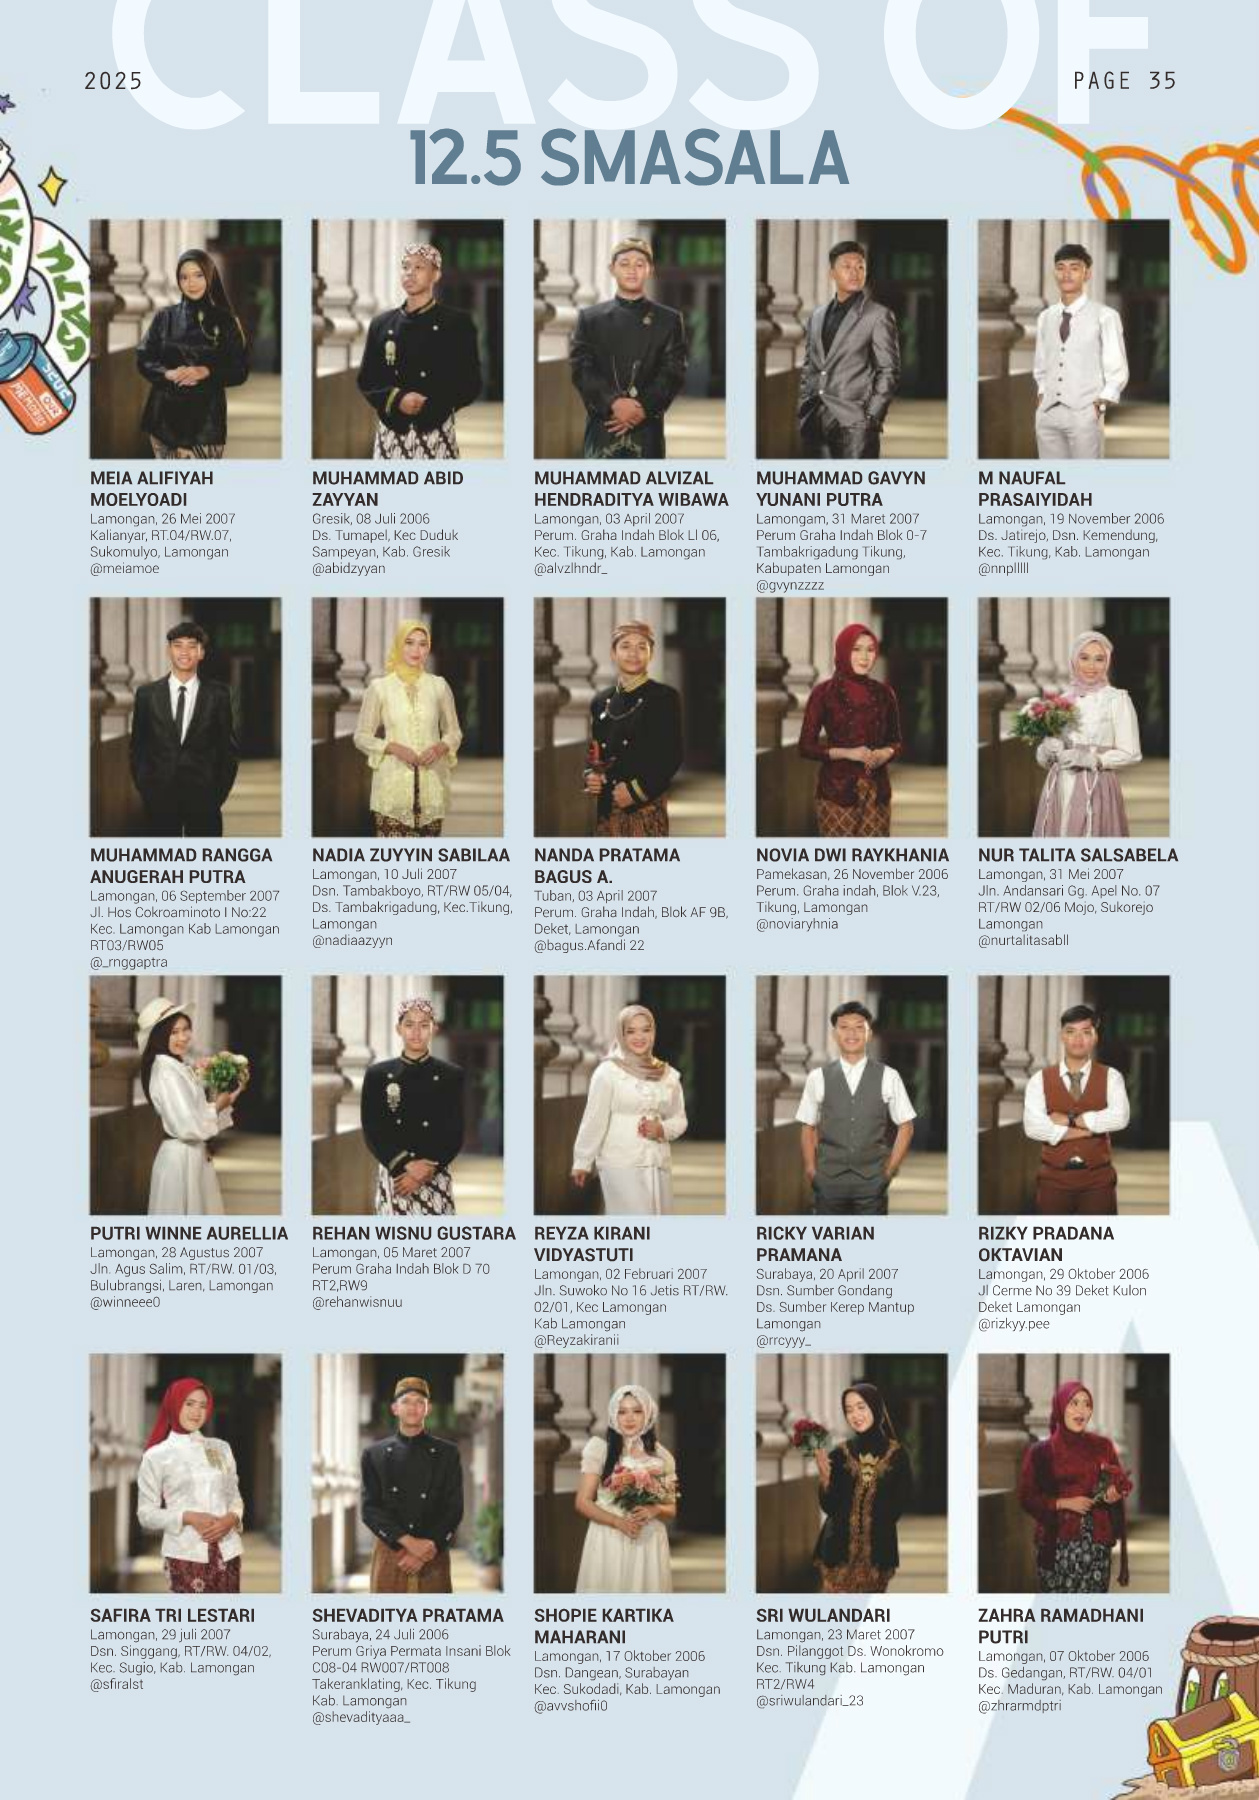 CLASS OF
2025
PAGE 35
12.5 SMASALA
SATA
SEUF
OUR
MEMORIES
MEIA ALIFIYAH
MOELYOADI
Lamongan, 26 Mei 2007
Kalianyar, RT.04/RW.07,
Sukomulyo, Lamongan
@meiamoe
MUHAMMAD ABID
ZAYYAN
Gresik, 08 Juli 2006
Ds. Tumapel, Kec Duduk
Sampeyan, Kab. Gresik
@abidzyyan
MUHAMMAD ALVIZAL
HENDRADITYA WIBAWA
Lamongan, 03 April 2007
Perum. Graha Indah Blok Ll 06,
Kec. Tikung, Kab. Lamongan
@alvzlhndr_
MUHAMMAD GAVYN
YUNANI PUTRA
Lamongam, 31 Maret 2007
Perum Graha Indah Blok 0-7
Tambakrigadung Tikung,
Kabupaten Lamongan
@gvynzzzz
M NAUFAL
PRASAIYIDAH
Lamongan, 19 November 2006
Ds. Jatirejo, Dsn. Kemendung,
Kec. Tikung, Kab. Lamongan
@nnplllll
MUHAMMAD RANGGA
ANUGERAH PUTRA
Lamongan, 06 September 2007
Jl. Hos Cokroaminoto I No:22
Kec. Lamongan Kab Lamongan
RT03/RW05
@_rnggaptra
NADIA ZUYYIN SABILAA
Lamongan, 10 Juli 2007
Dsn. Tambakboyo, RT/RW 05/04,
Ds. Tambakrigadung, Kec.Tikung,
Lamongan
@nadiaazyyn
NANDA PRATAMA
BAGUS A.
Tuban, 03 April 2007
Perum. Graha Indah, Blok AF 9B,
Deket, Lamongan
@bagus.Afandi 22
NOVIA DWI RAYKHANIA
Pamekasan, 26 November 2006
Perum. Graha indah, Blok V.23,
Tikung, Lamongan
@noviaryhnia
NUR TALITA SALSABELA
Lamongan, 31 Mei 2007
Jln. Andansari Gg. Apel No. 07
RT/RW 02/06 Mojo, Sukorejo
Lamongan
@nurtalitasabll
PUTRI WINNE AURELLIA
Lamongan, 28 Agustus 2007
Jln. Agus Salim, RT/RW. 01/03,
Bulubrangsi, Laren, Lamongan
@winneee0
REHAN WISNU GUSTARA
Lamongan, 05 Maret 2007
Perum Graha Indah Blok D 70
RT2,RW9
@rehanwisnuu
REYZA KIRANI
VIDYASTUTI
Lamongan, 02 Februari 2007
Jln. Suwoko No 16 Jetis RT/RW.
02/01, Kec Lamongan
Kab Lamongan
@Reyzakiranii
RICKY VARIAN
PRAMANA
Surabaya, 20 April 2007
Dsn. Sumber Gondang
Ds. Sumber Kerep Mantup
Lamongan
@rrcyyy_
RIZKY PRADANA
OKTAVIAN
Lamongan, 29 Oktober 2006
Jl Cerme No 39 Deket Kulon
Deket Lamongan
@rizkyy.pee
SAFIRA TRI LESTARI
Lamongan, 29 juli 2007
Dsn. Singgang, RT/RW. 04/02,
Kec. Sugio, Kab. Lamongan
@sfiralst
SHEVADITYA PRATAMA
Surabaya, 24 Juli 2006
Perum Griya Permata Insani Blok
C08-04 RW007/RT008
Takeranklating, Kec. Tikung
Kab. Lamongan
@shevadityaaa_
SHOPIE KARTIKA
MAHARANI
Lamongan, 17 Oktober 2006
Dsn. Dangean, Surabayan
Kec. Sukodadi, Kab. Lamongan
@avvshofii0
SRI WULANDARI
Lamongan, 23 Maret 2007
Dsn. Pilanggot Ds. Wonokromo
Kec. Tikung Kab. Lamongan
RT2/RW4
@sriwulandari_23
ZAHRA RAMADHANI
PUTRI
Lamongan, 07 Oktober 2006
Ds. Gedangan, RT/RW. 04/01
Kec. Maduran, Kab. Lamongan
@zhrarmdptri